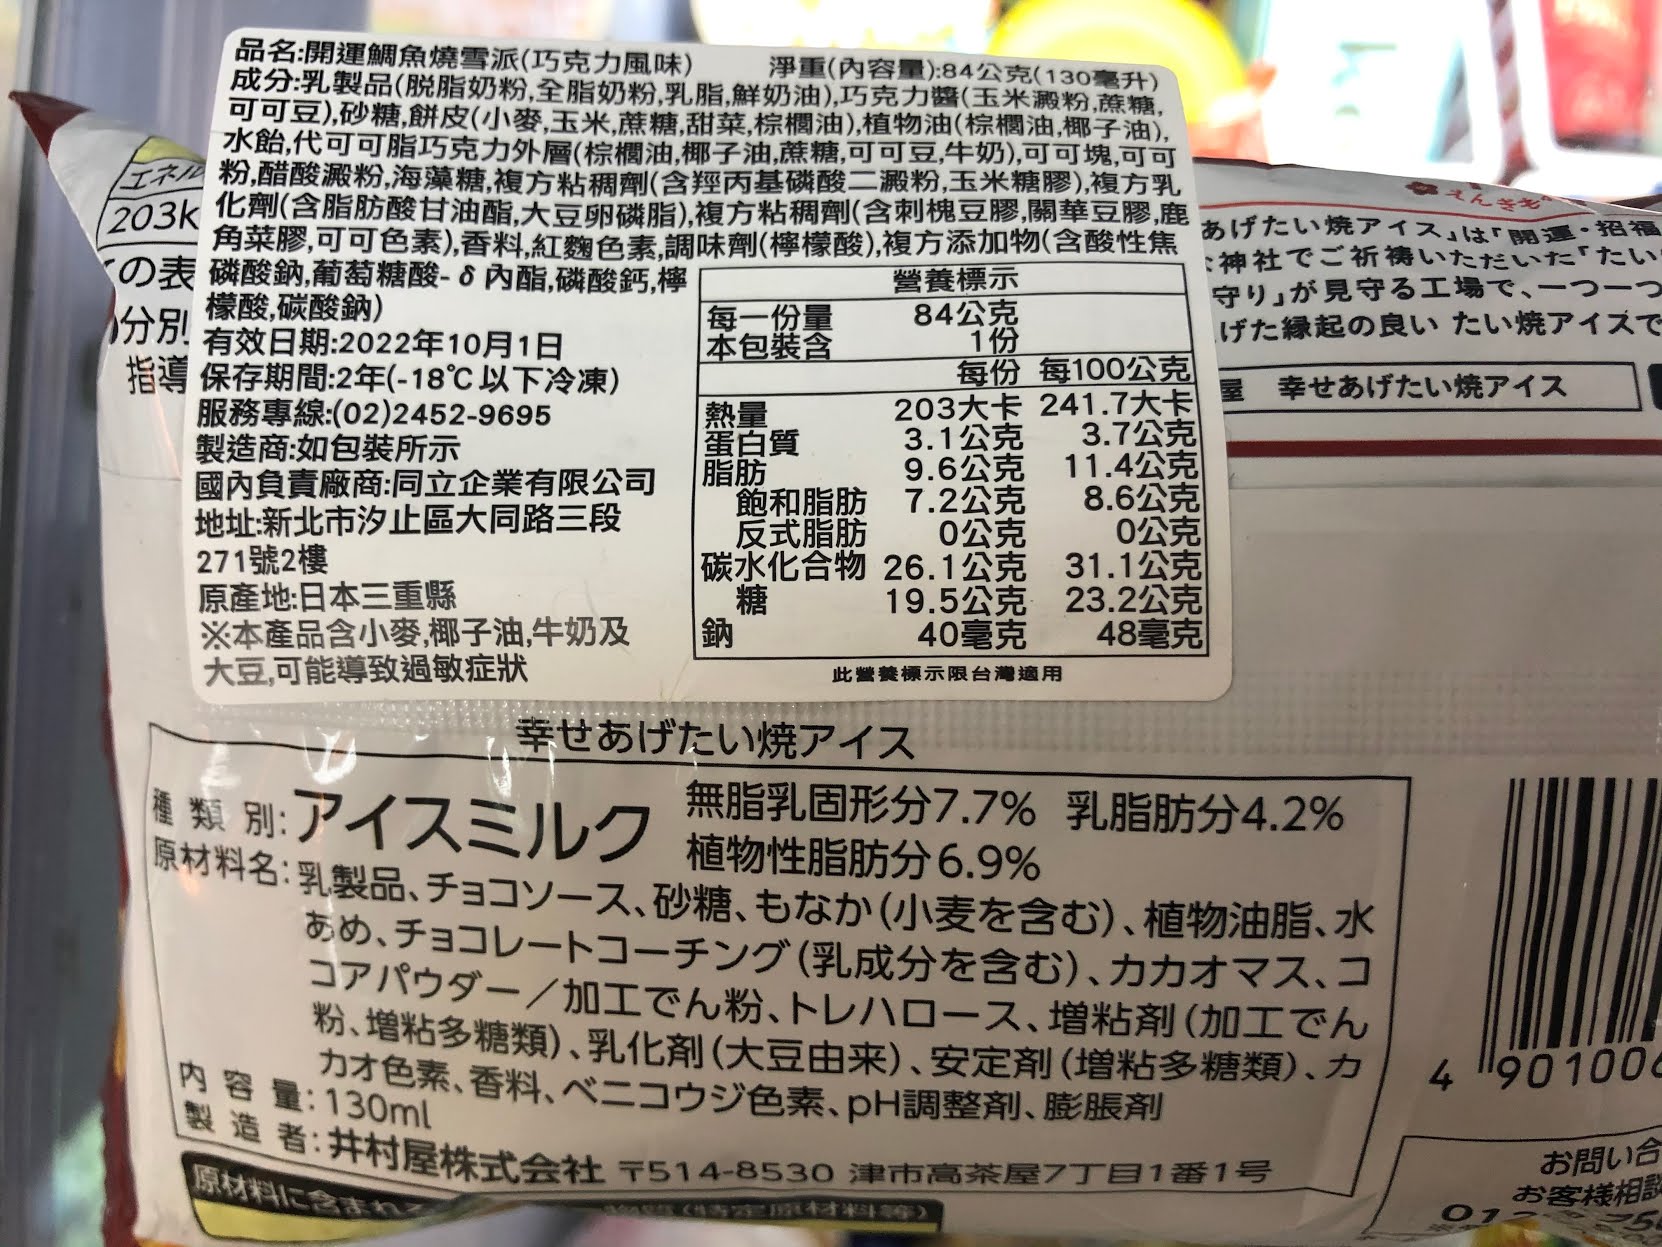 品名:開運鯛魚燒雪派(巧克力風味) 淨重(內容量):84公克(130毫升)
成分:乳製品(脫脂奶粉,全脂奶粉,乳脂,鮮奶油),巧克力醬(玉米澱粉,蔗糖,
可可豆),砂糖,餅皮(小麥,玉米,蔗糖,甜菜,棕櫚油),植物油(棕櫚油,椰子油),
水飴,代可可脂巧克力外層(棕櫚油,椰子油,蔗糖,可可豆,牛奶),可可塊,可可
粉,醋酸澱粉,海藻糖,複方粘稠劑(含羥丙基磷酸二澱粉,玉米糖膠),複方乳
化劑(含脂肪酸甘油酯,大豆卵磷脂),複方粘稠劑(含刺槐豆膠,關華豆膠,鹿
角菜膠,可可色素),香料,紅麴色素,調味劑(檸檬酸),複方添加物(含酸性焦
磷酸鈉,葡萄糖酸-δ內酯,磷酸鈣,檸
檬酸,碳酸鈉)
有效日期:2022年10月1日
保存期間:2年(-18℃以下冷凍)
服務專線:(02)2452-9695
製造商:如包裝所示
國內負責廠商:同立企業有限公司
地址:新北市汐止區大同路三段
271號2樓
原產地:日本三重縣
※本產品含小麥,椰子油,牛奶及
大豆,可能導致過敏症狀
營養標示
每一份量 84公克
本包裝含 1份
每份 每100公克
熱量 203大卡 241.7大卡
蛋白質 3.1公克 3.7公克
脂肪 9.6公克 11.4公克
飽和脂肪 7.2公克 8.6公克
反式脂肪 0公克 0公克
碳水化合物 26.1公克 31.1公克
糖 19.5公克 23.2公克
鈉 40毫克 48毫克
此營養標示限台灣適用
エネル
203k
の表
分別
指導
えんぎも
あげたい焼アイス」は「開運・招福
神社でご祈祷いただいた「たい
守り」が見守る工場で、一つ一つ
げた縁起の良い たい焼アイスで
屋 幸せあげたい焼アイス
幸せあげたい焼アイス
種類別:アイスミルク 無脂乳固形分7.7% 乳脂肪分4.2%
植物性脂肪分6.9%
原材料名:乳製品、チョコソース、砂糖、もなか(小麦を含む)、植物油脂、水
あめ、チョコレートコーチング(乳成分を含む)、カカオマス、コ
コアパウダー/加工でん粉、トレハロース、増粘剤(加工でん
粉、増粘多糖類)、乳化剤(大豆由来)、安定剤(増粘多糖類)、カ
カオ色素、香料、ベニコウジ色素、pH調整剤、膨脹剤
内容量:130ml
製造者:井村屋株式会社 〒514-8530 津市高茶屋7丁目1番1号
原材料に含まれる
(特定原材料等)
4 901006
お問い合
お客様相談